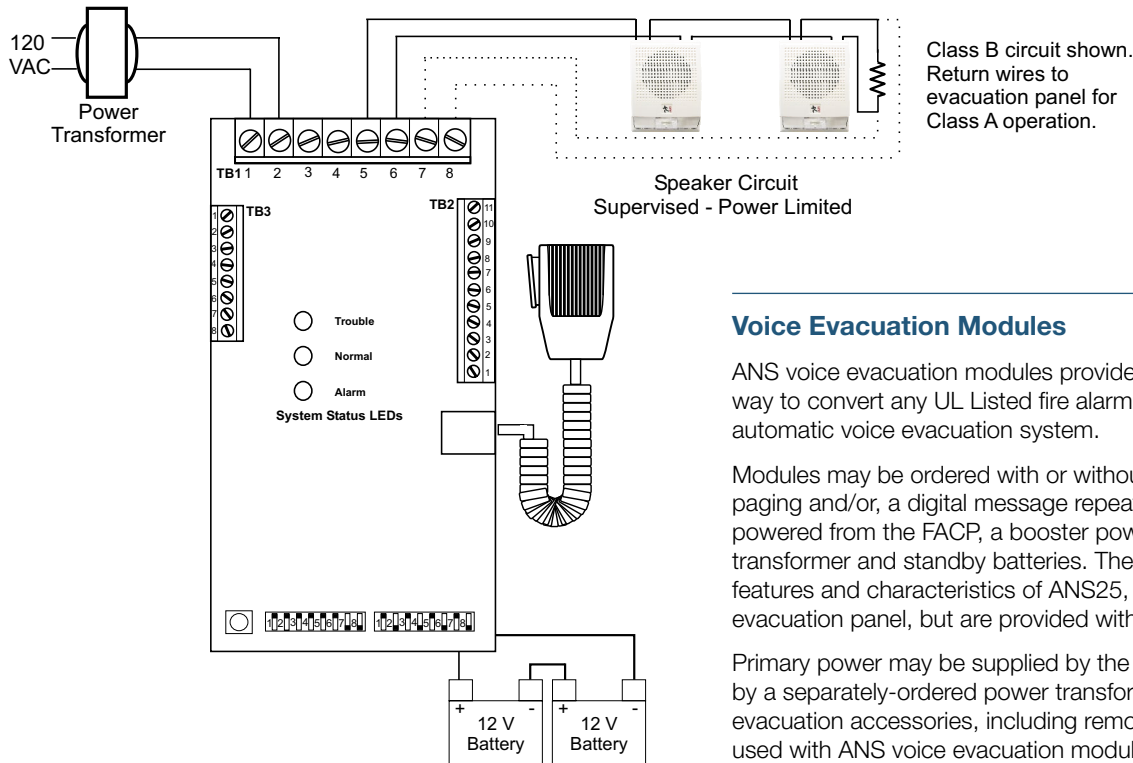 120
VAC
Power
Transformer
Class B circuit shown.
Return wires to
evacuation panel for
Class A operation.
Speaker Circuit
Supervised - Power Limited
TB1 1 2 3 4 5 6 7 8
TB3
1
2
3
4
5
6
7
8
TB2
11
10
9
8
7
6
5
4
3
2
1
Trouble
Normal
Alarm
System Status LEDs
1 2 3 4 5 6 7 8
1 2 3 4 5 6 7 8
+ - + -
12 V
Battery
12 V
Battery
Voice Evacuation Modules
ANS voice evacuation modules provide
way to convert any UL Listed fire alarm
automatic voice evacuation system.
Modules may be ordered with or withou
paging and/or, a digital message repea
powered from the FACP, a booster pow
transformer and standby batteries. The
features and characteristics of ANS25,
evacuation panel, but are provided with
Primary power may be supplied by the
by a separately-ordered power transfor
evacuation accessories, including remo
used with ANS voice evacuation modul